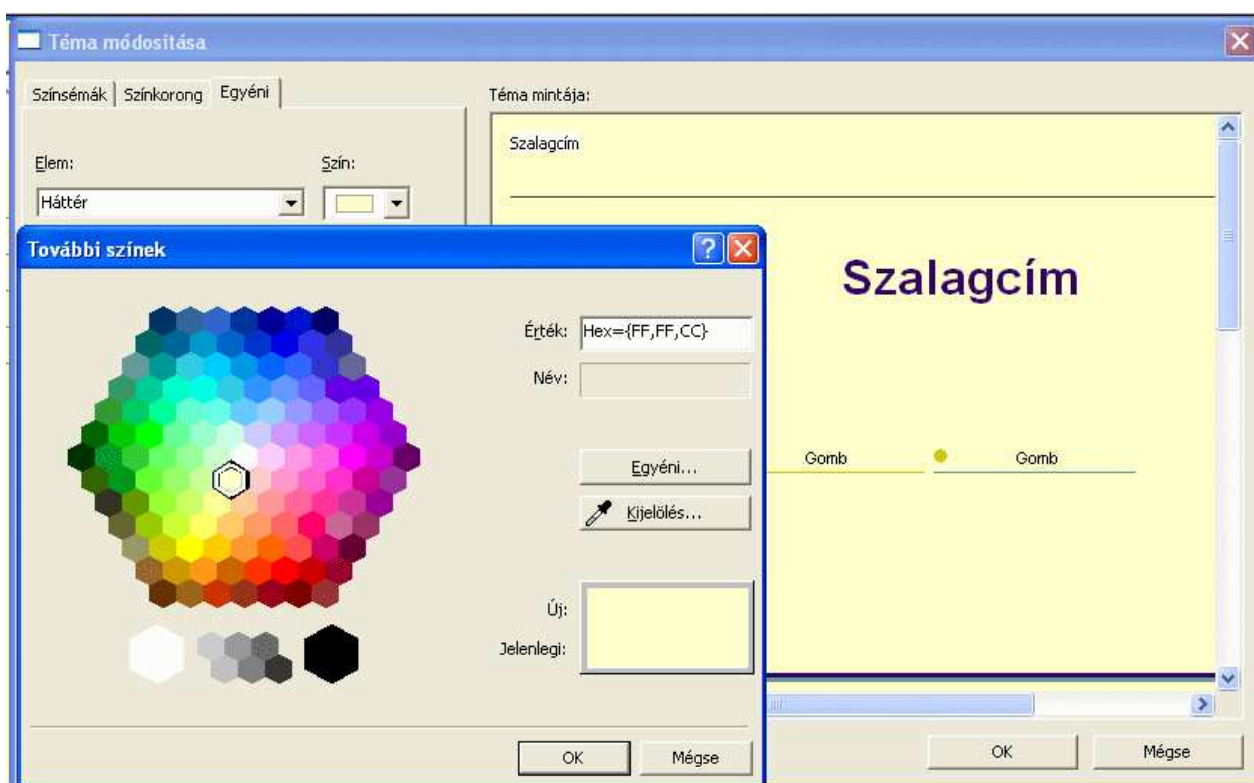 Téma módosítása
Színsémák Színkorong Egyéni
Téma mintája:
Elem: Szín:
Háttér
Szalagcím
Szalagcím
Gomb Gomb
További színek
Érték: Hex={FF,FF,CC}
Név:
Egyéni...
Kijelölés...
Új:
Jelenlegi:
OK Mégse
OK Mégse